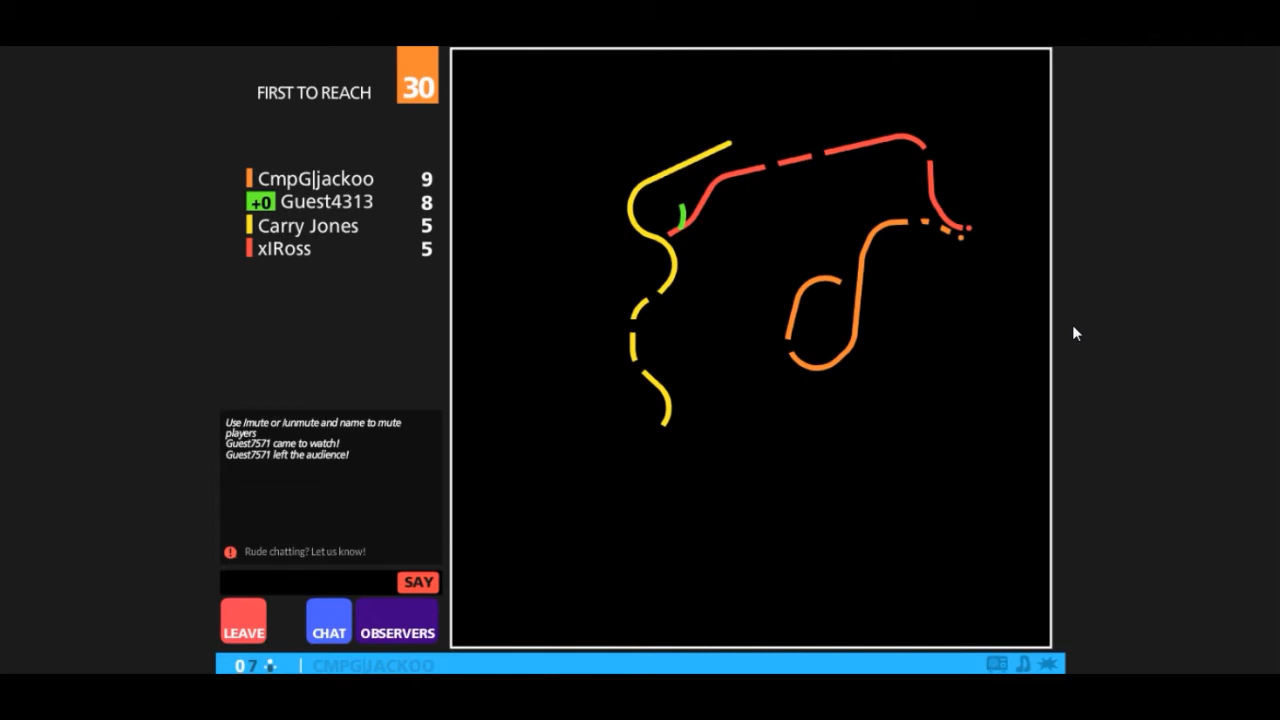 FIRST TO REACH 30
CmpG|jackoo 9
+0 Guest4313 8
Carry Jones 5
xIRoss 5
Use /mute or /unmute and name to mute
players
Guest7571 came to watch!
Guest7571 left the audience!
Rude chatting? Let us know!
SAY
LEAVE CHAT OBSERVERS
07 | CMPG|JACKOO